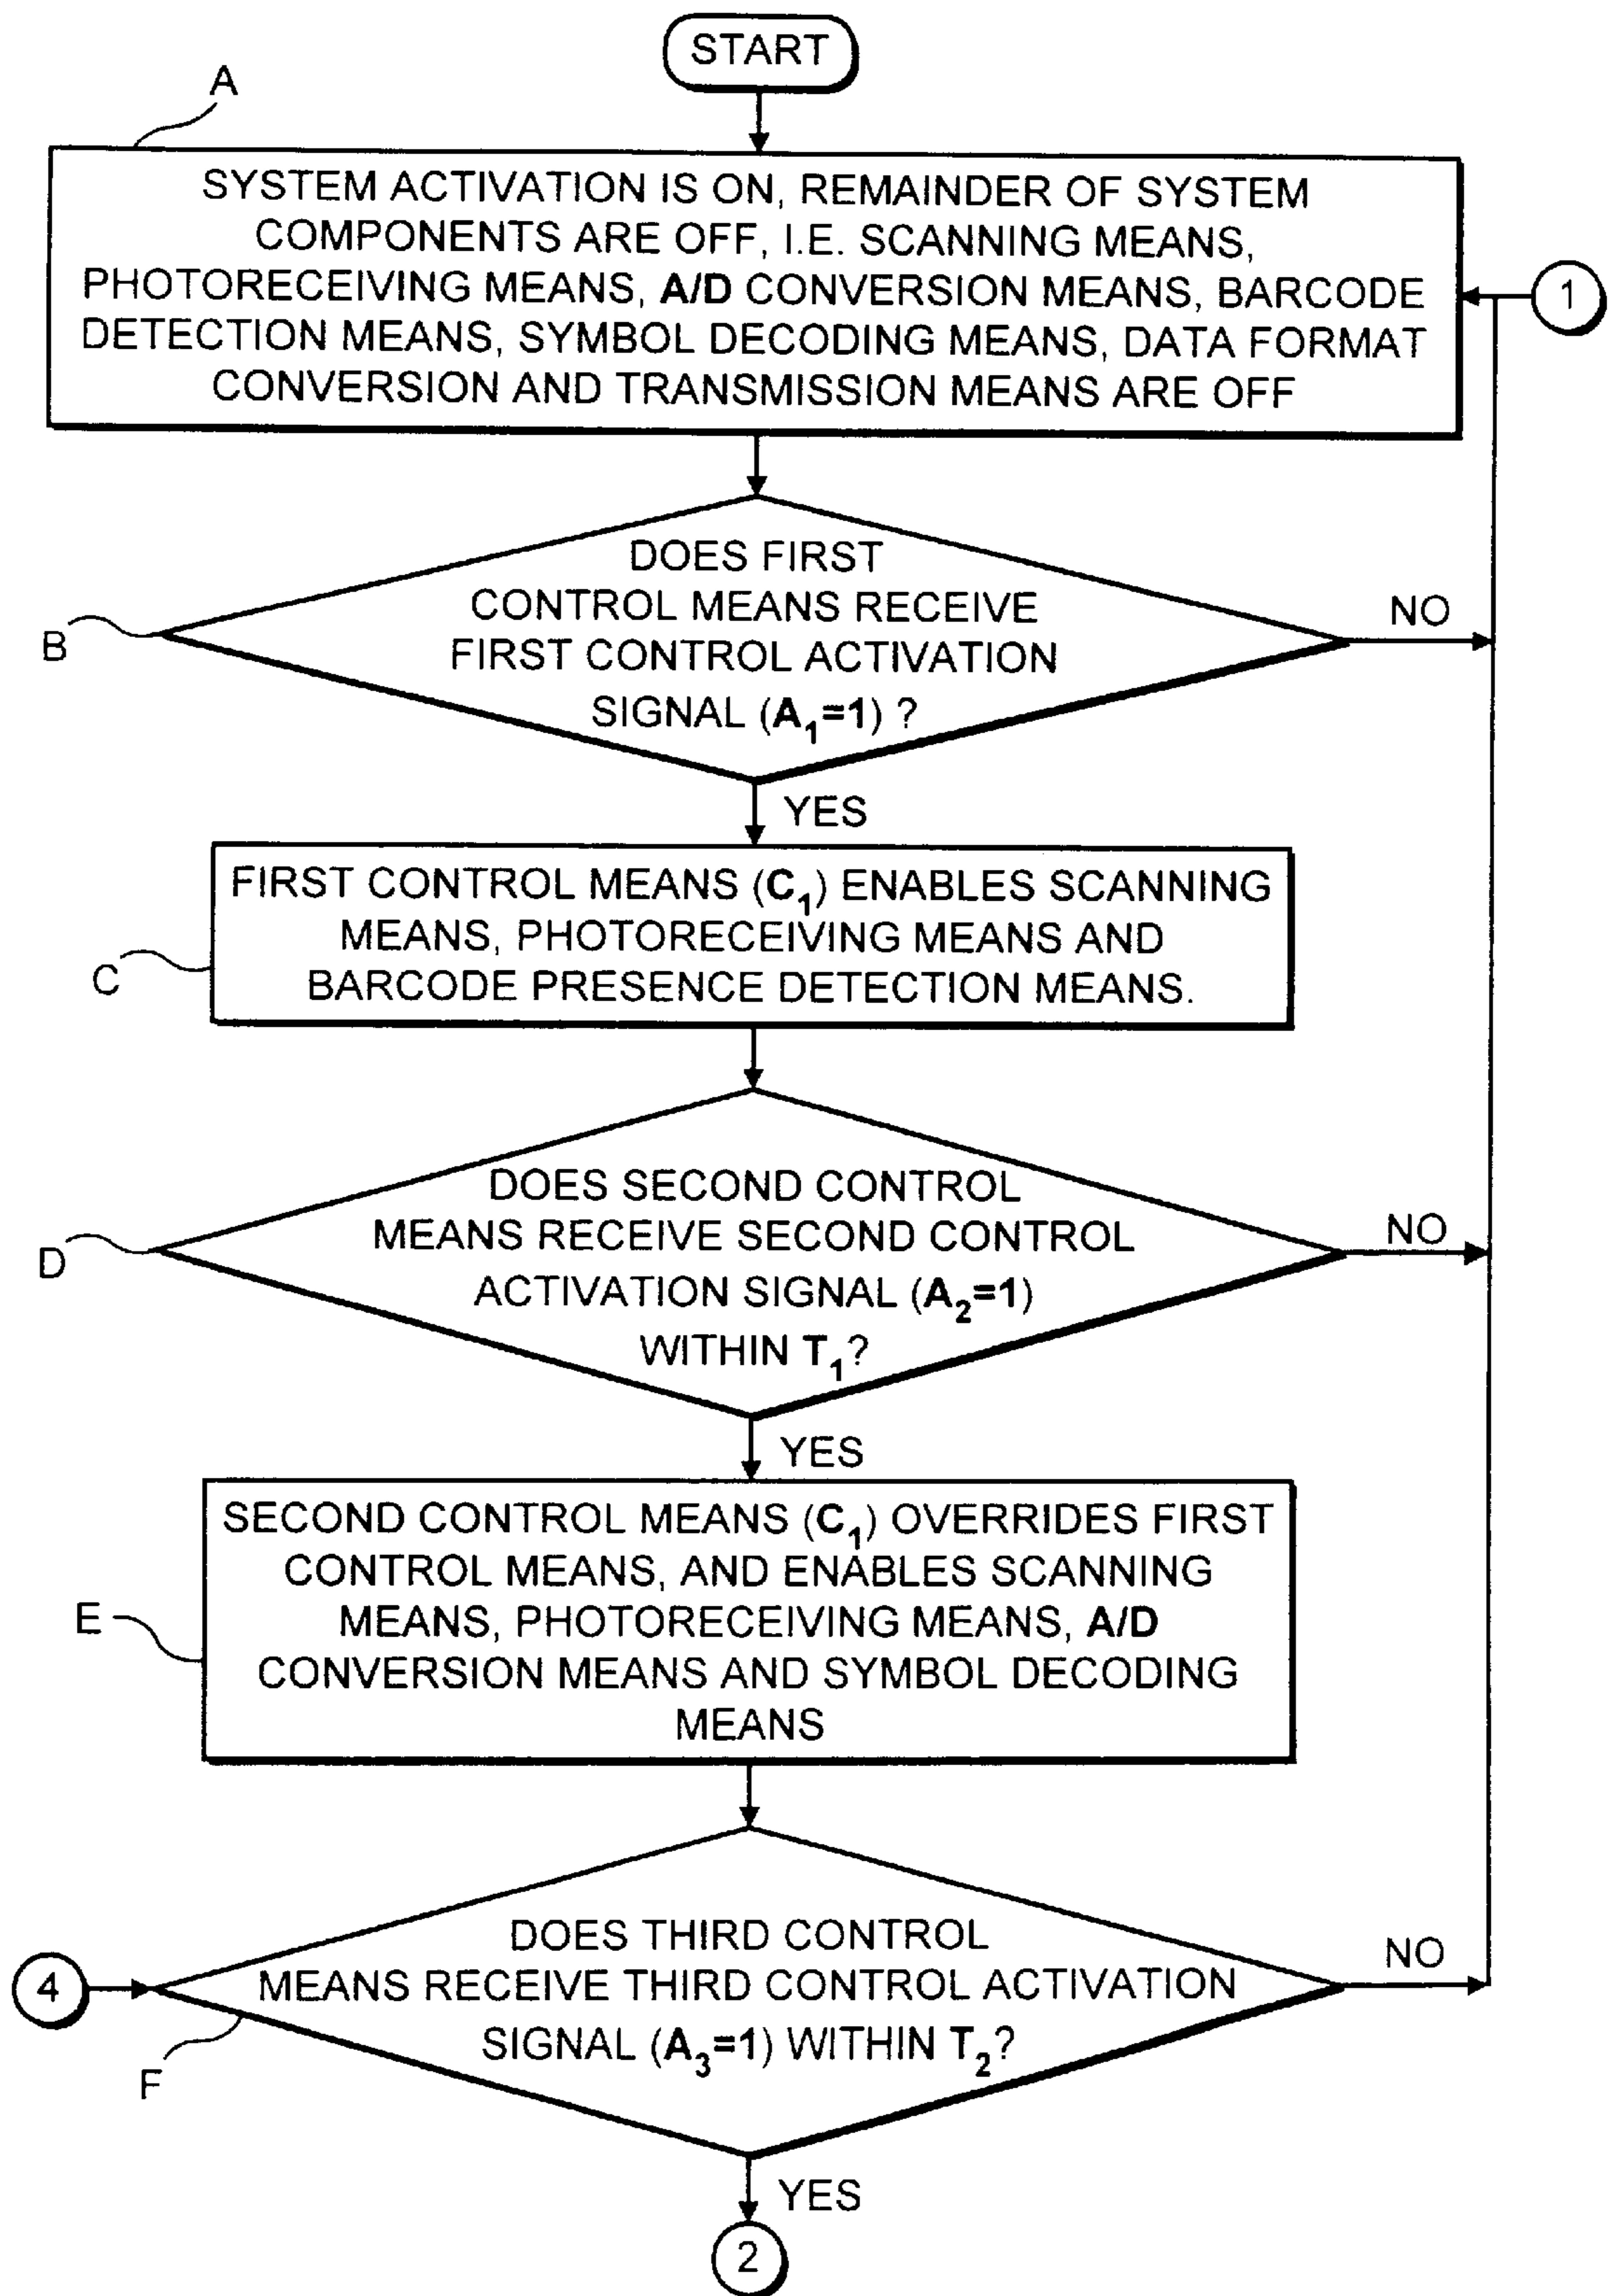 START
A
SYSTEM ACTIVATION IS ON, REMAINDER OF SYSTEM
COMPONENTS ARE OFF, I.E. SCANNING MEANS,
PHOTORECEIVING MEANS, A/D CONVERSION MEANS, BARCODE
DETECTION MEANS, SYMBOL DECODING MEANS, DATA FORMAT
CONVERSION AND TRANSMISSION MEANS ARE OFF
1
DOES FIRST
CONTROL MEANS RECEIVE
FIRST CONTROL ACTIVATION
SIGNAL (A₁=1) ?
B
NO
YES
FIRST CONTROL MEANS (C₁) ENABLES SCANNING
MEANS, PHOTORECEIVING MEANS AND
BARCODE PRESENCE DETECTION MEANS.
C
DOES SECOND CONTROL
MEANS RECEIVE SECOND CONTROL
ACTIVATION SIGNAL (A₂=1)
WITHIN T₁?
D
NO
YES
SECOND CONTROL MEANS (C₁) OVERRIDES FIRST
CONTROL MEANS, AND ENABLES SCANNING
MEANS, PHOTORECEIVING MEANS, A/D
CONVERSION MEANS AND SYMBOL DECODING
MEANS
E
DOES THIRD CONTROL
MEANS RECEIVE THIRD CONTROL ACTIVATION
SIGNAL (A₃=1) WITHIN T₂?
4
F
NO
YES
2